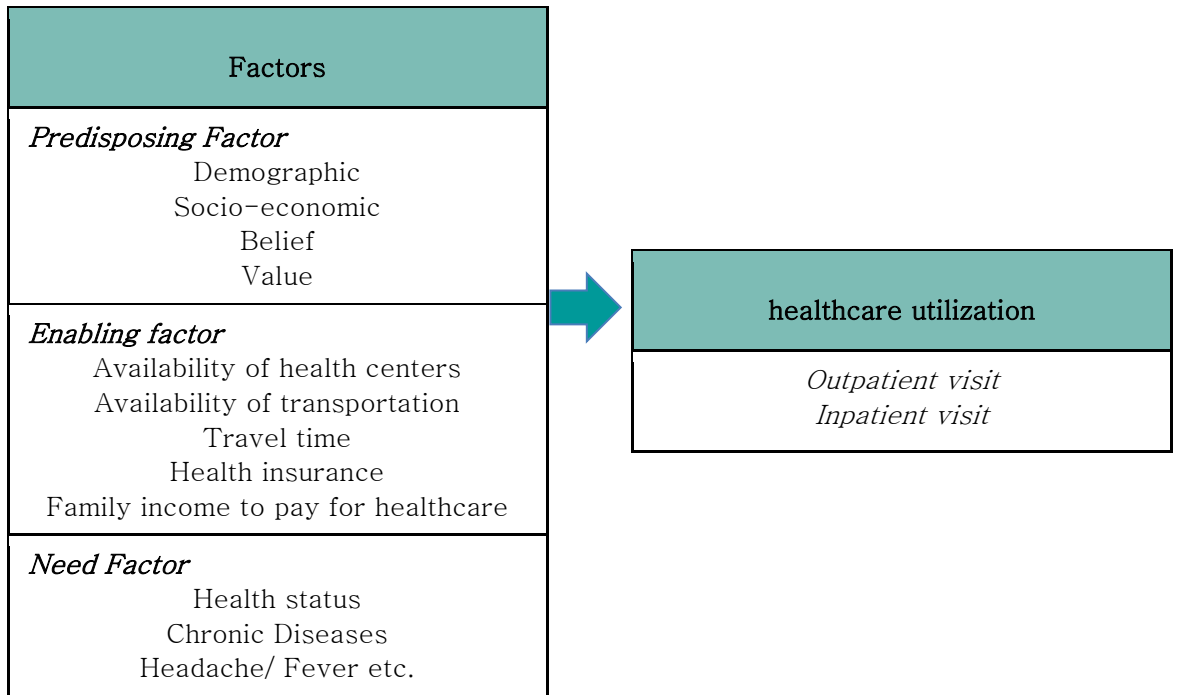 Factors
Predisposing Factor
Demographic
Socio-economic
Belief
Value
Enabling factor
Availability of health centers
Availability of transportation
Travel time
Health insurance
Family income to pay for healthcare
Need Factor
Health status
Chronic Diseases
Headache/ Fever etc.
healthcare utilization
Outpatient visit
Inpatient visit